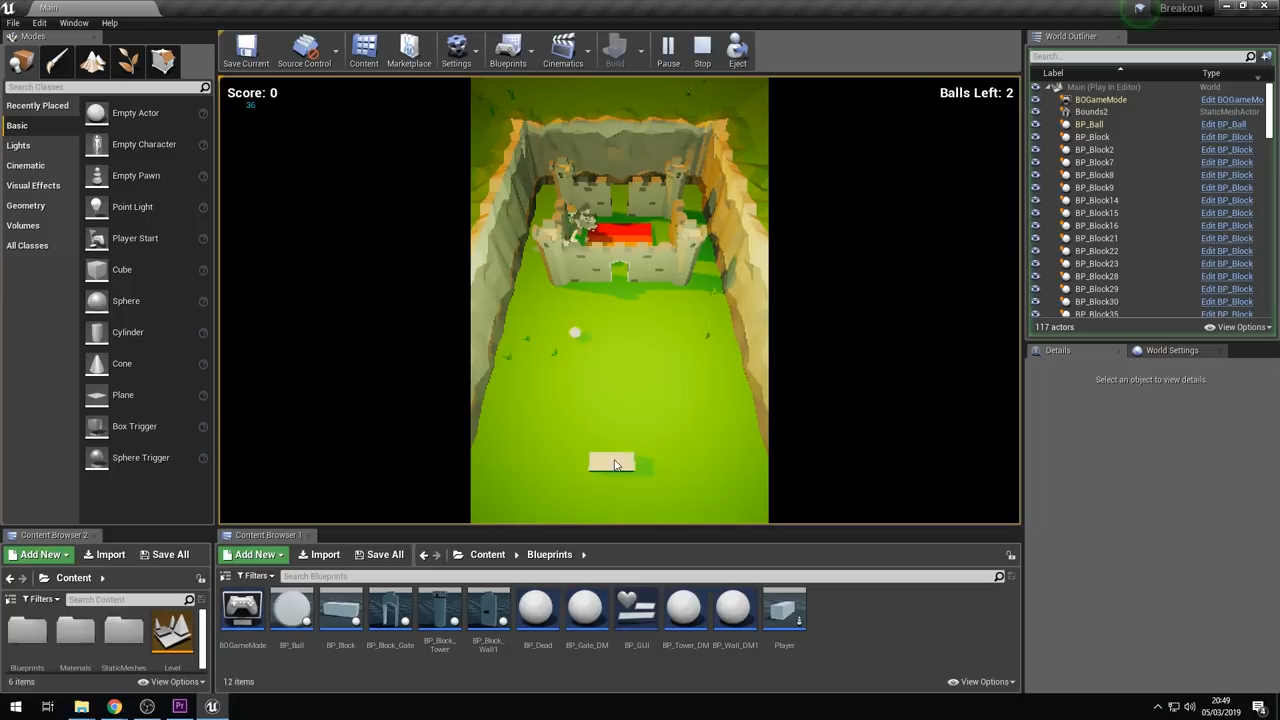 Main
Breakout
File Edit Window Help
Modes
Search Classes
Recently Placed
Basic
Lights
Cinematic
Visual Effects
Geometry
Volumes
All Classes
Empty Actor
Empty Character
Empty Pawn
Point Light
Player Start
Cube
Sphere
Cylinder
Cone
Plane
Box Trigger
Sphere Trigger
Save Current Source Control Content Marketplace Settings Blueprints Cinematics Build Pause Stop Eject
Score: 0
36
Balls Left: 2
World Outliner
Search...
Label Type
Main (Play In Editor) World
BOGameMode Edit BOGameMo
Bounds2 StaticMeshActor
BP_Ball Edit BP_Ball
BP_Block Edit BP_Block
BP_Block2 Edit BP_Block
BP_Block7 Edit BP_Block
BP_Block8 Edit BP_Block
BP_Block9 Edit BP_Block
BP_Block14 Edit BP_Block
BP_Block15 Edit BP_Block
BP_Block16 Edit BP_Block
BP_Block21 Edit BP_Block
BP_Block22 Edit BP_Block
BP_Block23 Edit BP_Block
BP_Block28 Edit BP_Block
BP_Block29 Edit BP_Block
BP_Block30 Edit BP_Block
BP_Block35 Edit BP_Block
117 actors View Options
Details World Settings
Select an object to view details.
Content Browser 2
Add New Import Save All
Content
Filters Search Content
Blueprints Materials StaticMeshes Level
6 items View Options
Content Browser 1
Add New Import Save All Content Blueprints
Filters Search Blueprints
BOGameMode BP_Ball BP_Block BP_Block_Gate BP_Block_Tower BP_Block_Wall1 BP_Dead BP_Gate_DM BP_GUI BP_Tower_DM BP_Wall_DM1 Player
12 items View Options
20:49
05/03/2019
4